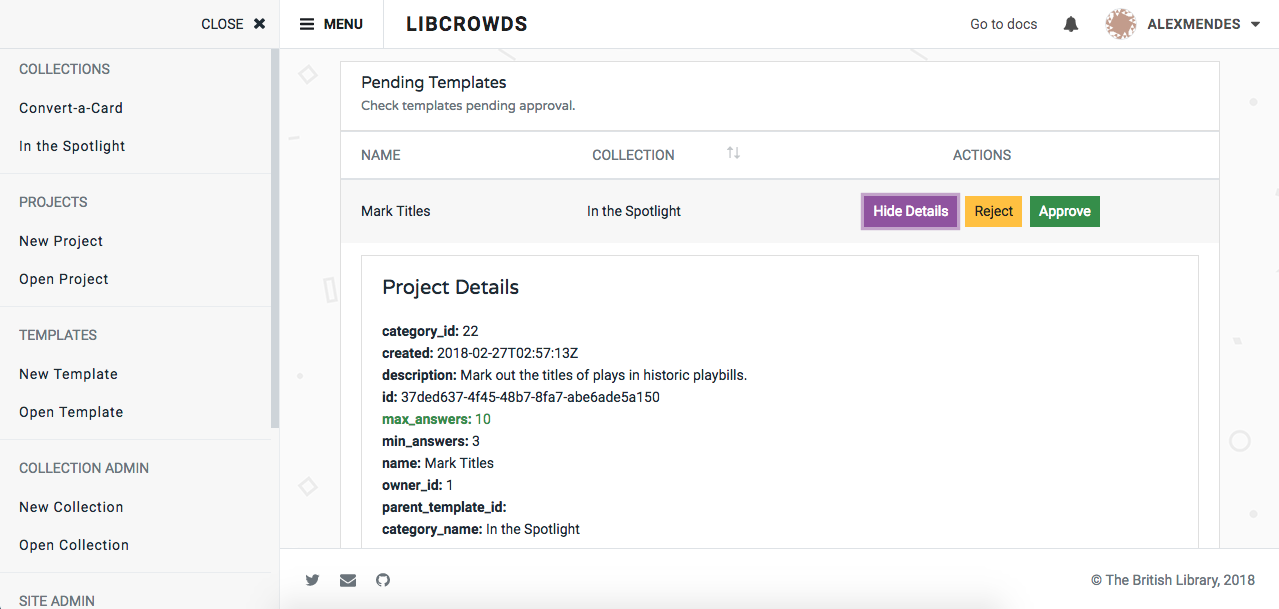 CLOSE ✖ MENU LIBCROWDS Go to docs ALEXMENDES
COLLECTIONS
Convert-a-Card
In the Spotlight
PROJECTS
New Project
Open Project
TEMPLATES
New Template
Open Template
COLLECTION ADMIN
New Collection
Open Collection
SITE ADMIN
Pending Templates
Check templates pending approval.
NAME COLLECTION ACTIONS
Mark Titles In the Spotlight Hide Details Reject Approve
Project Details
category_id: 22
created: 2018-02-27T02:57:13Z
description: Mark out the titles of plays in historic playbills.
id: 37ded637-4f45-48b7-8fa7-abe6ade5a150
max_answers: 10
min_answers: 3
name: Mark Titles
owner_id: 1
parent_template_id:
category_name: In the Spotlight
© The British Library, 2018